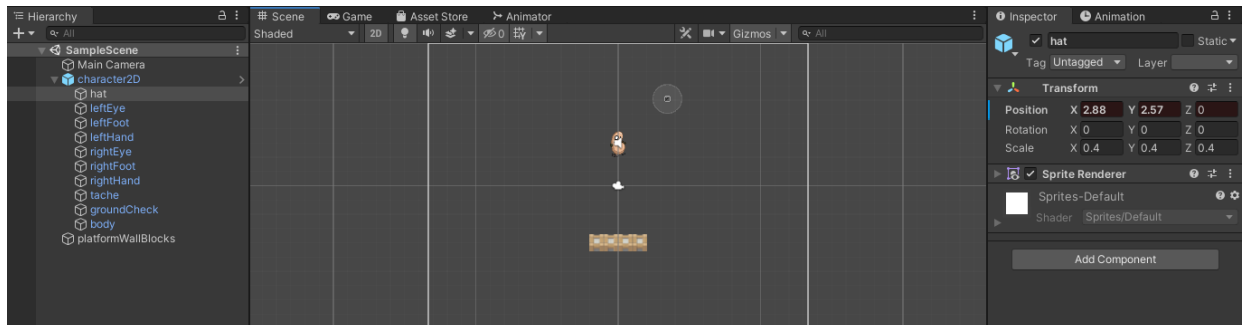 Hierarchy
All
SampleScene
Main Camera
character2D
hat
leftEye
leftFoot
leftHand
rightEye
rightFoot
rightHand
tache
groundCheck
body
platformWallBlocks
# Scene Game Asset Store Animator
Shaded 2D 0 Gizmos All
Inspector Animation
hat Static
Tag Untagged Layer
Transform
Position X 2.88 Y 2.57 Z 0
Rotation X 0 Y 0 Z 0
Scale X 0.4 Y 0.4 Z 0.4
Sprite Renderer
Sprites-Default
Shader Sprites/Default
Add Component